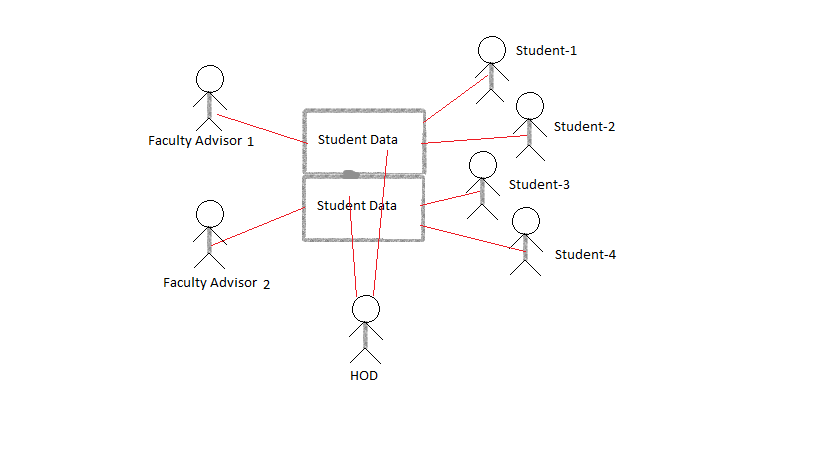 Student-1
Student-2
Faculty Advisor 1
Student Data
Student-3
Student Data
Student-4
Faculty Advisor 2
HOD